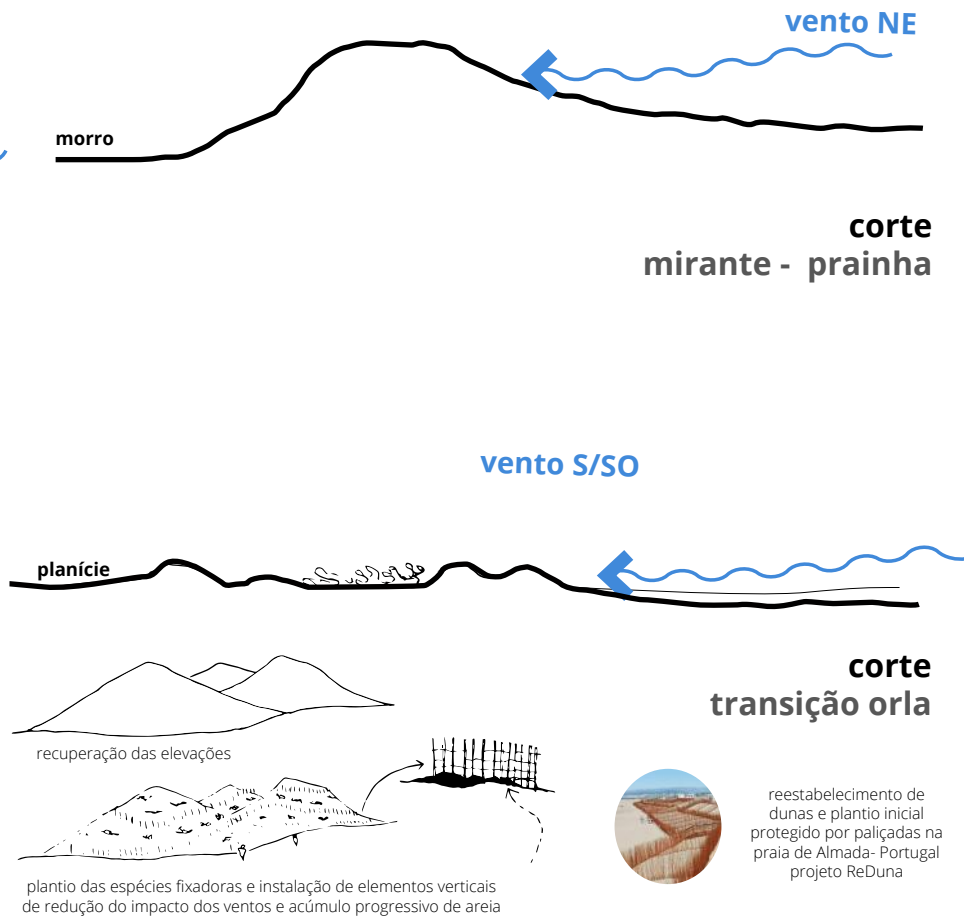 vento NE
morro
corte
mirante - prainha
vento S/SO
planície
corte
transição orla
recuperação das elevações
reestabelecimento de
dunas e plantio inicial
protegido por paliçadas na
praia de Almada- Portugal
projeto ReDuna
plantio das espécies fixadoras e instalação de elementos verticais
de redução do impacto dos ventos e acúmulo progressivo de areia